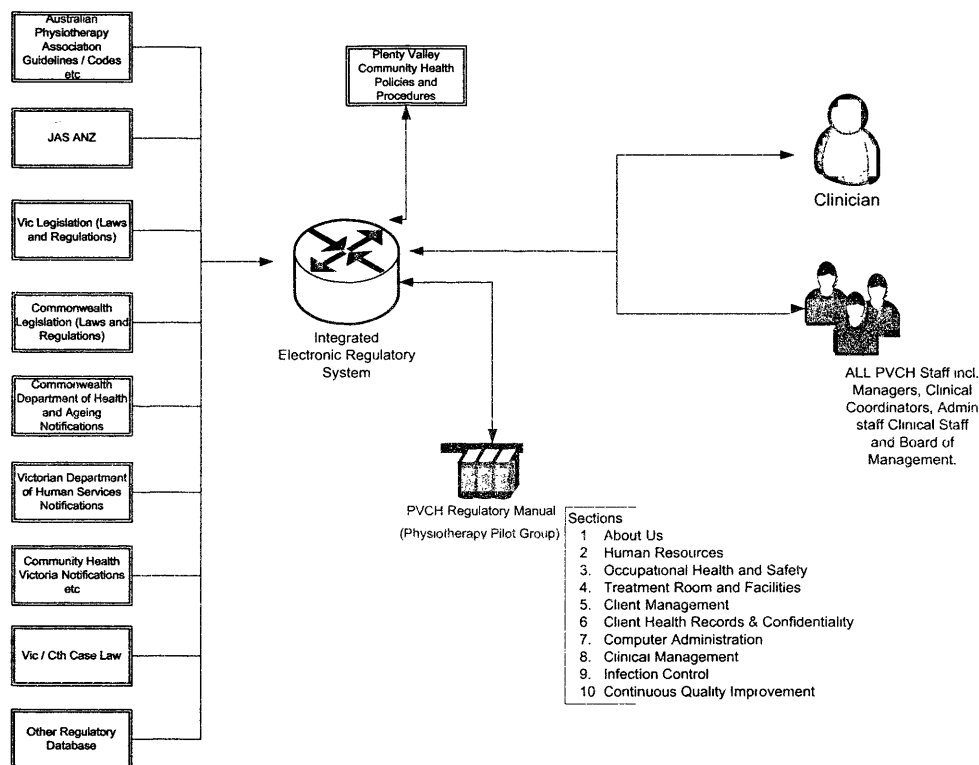 Australian
Physiotherapy
Association
Guidelines / Codes
etc
JAS ANZ
Vic Legislation (Laws
and Regulations)
Commonwealth
Legislation (Laws and
Regulations)
Commonwealth
Department of Health
and Ageing
Notifications
Victorian Department
of Human Services
Notifications
Community Health
Victoria Notifications
etc
Vic / Cth Case Law
Other Regulatory
Database
Plenty Valley
Community Health
Policies and
Procedures
Integrated
Electronic Regulatory
System
Clinician
ALL PVCH Staff incl.
Managers, Clinical
Coordinators, Admin
staff Clinical Staff
and Board of
Management.
PVCH Regulatory Manual
(Physiotherapy Pilot Group)
Sections
1 About Us
2 Human Resources
3. Occupational Health and Safety
4. Treatment Room and Facilities
5. Client Management
6 Client Health Records & Confidentiality
7. Computer Administration
8. Clinical Management
9. Infection Control
10 Continuous Quality Improvement